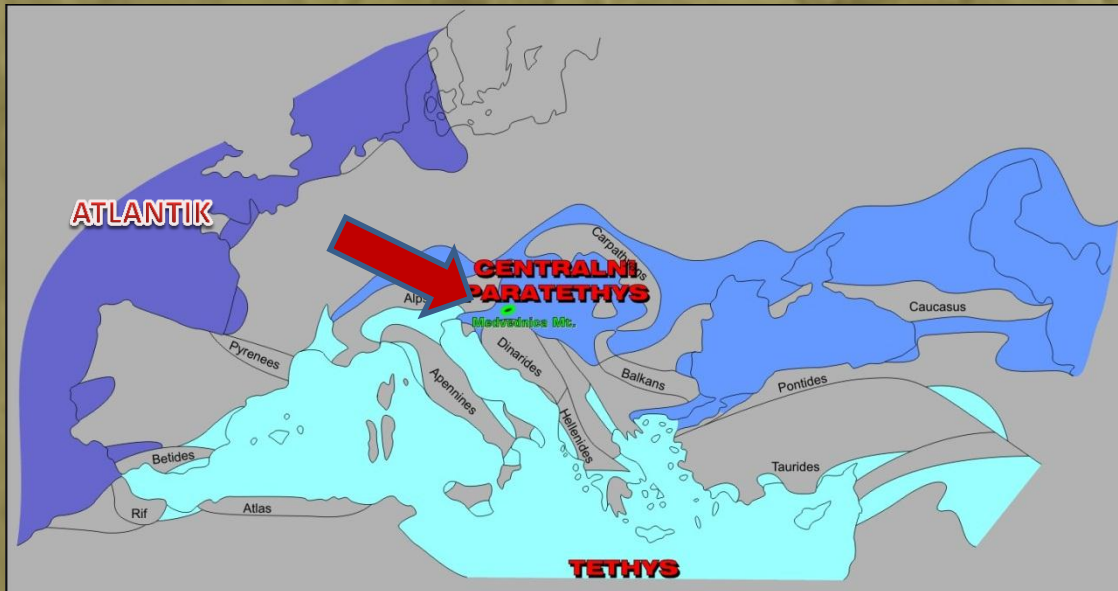 ATLANTIK
Carpathians
CENTRALNI
PARATETHYS
Alps
Medvednica Mt.
Caucasus
Pyrenees
Dinarides
Apennines
Balkans
Pontides
Hellenides
Betides
Taurides
Rif
Atlas
TETHYS